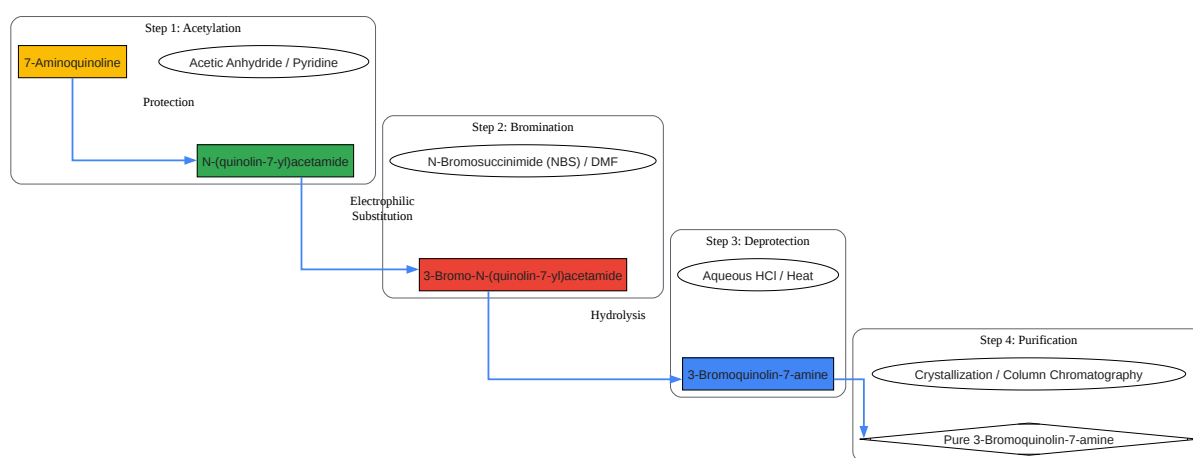 Step 1: Acetylation
7-Aminoquinoline
Acetic Anhydride / Pyridine
Protection
N-(quinolin-7-yl)acetamide
Step 2: Bromination
N-Bromosuccinimide (NBS) / DMF
Electrophilic
Substitution
3-Bromo-N-(quinolin-7-yl)acetamide
Step 3: Deprotection
Aqueous HCl / Heat
Hydrolysis
3-Bromoquinolin-7-amine
Step 4: Purification
Crystallization / Column Chromatography
Pure 3-Bromoquinolin-7-amine